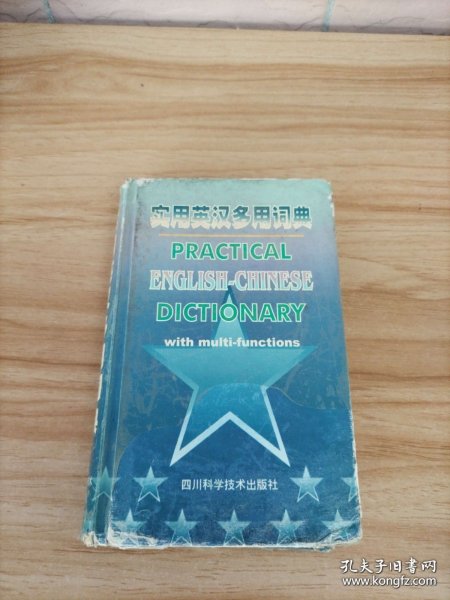 实用英汉多用词典
PRACTICAL
ENGLISH-CHINESE
DICTIONARY
with multi-functions
四川科学技术出版社
孔夫子旧书网
www.kongfz.com